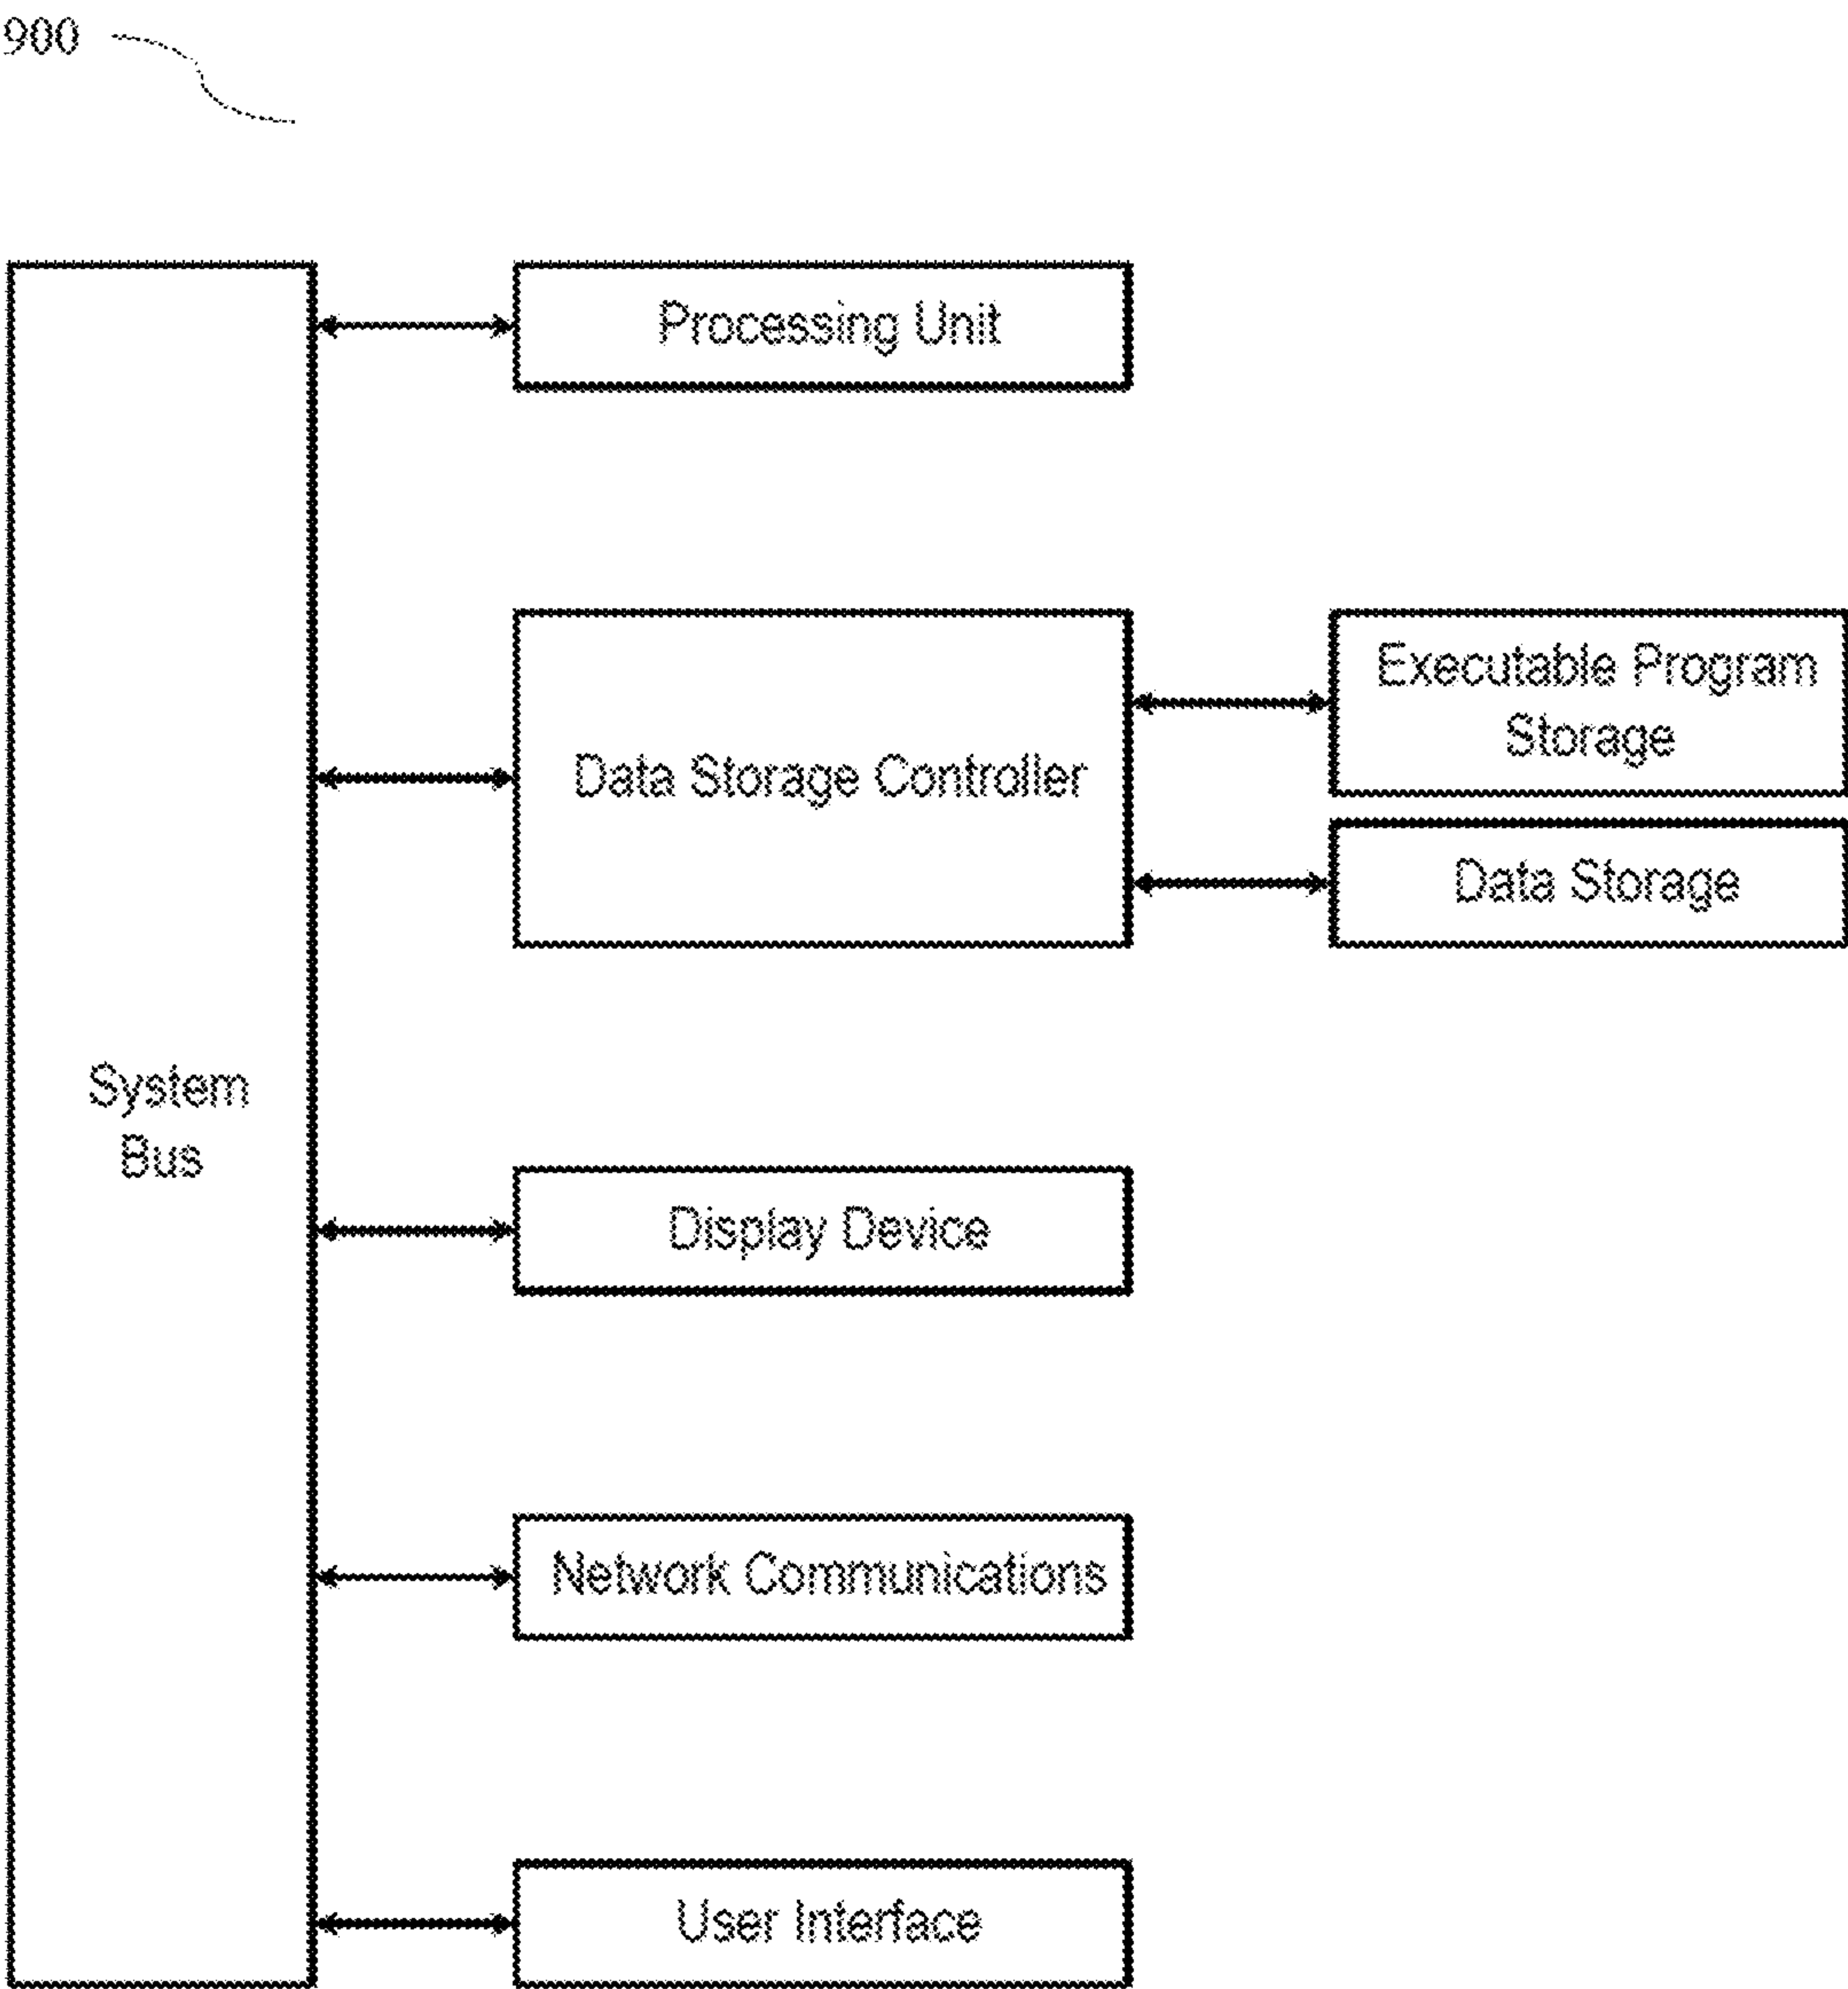 900
Processing Unit
Executable Program
Storage
Data Storage Controller
Data Storage
System
Bus
Display Device
Network Communications
User Interface